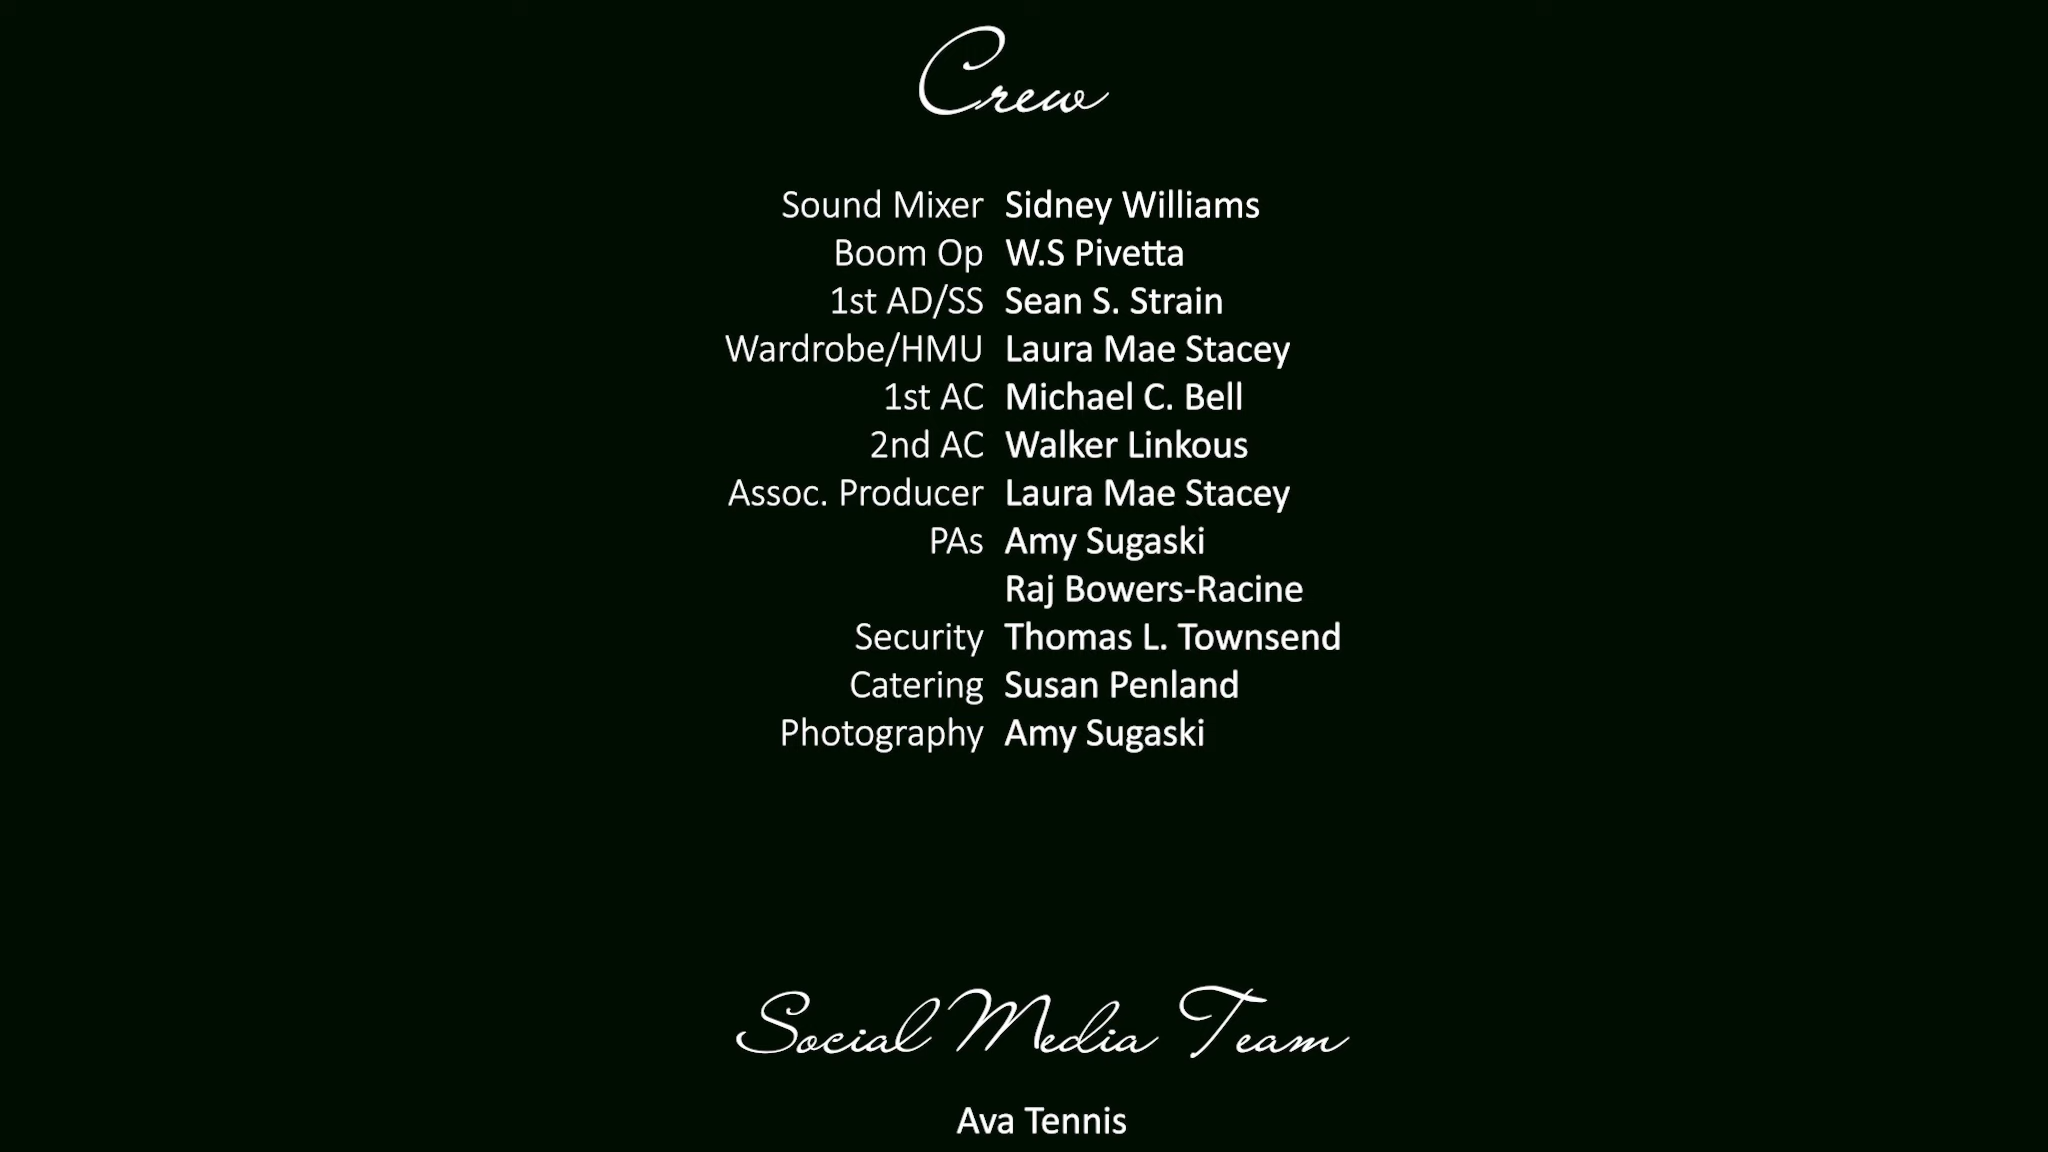 Crew
Sound Mixer Sidney Williams
Boom Op W.S Pivetta
1st AD/SS Sean S. Strain
Wardrobe/HMU Laura Mae Stacey
1st AC Michael C. Bell
2nd AC Walker Linkous
Assoc. Producer Laura Mae Stacey
PAs Amy Sugaski
Raj Bowers-Racine
Security Thomas L. Townsend
Catering Susan Penland
Photography Amy Sugaski
Social Media Team
Ava Tennis